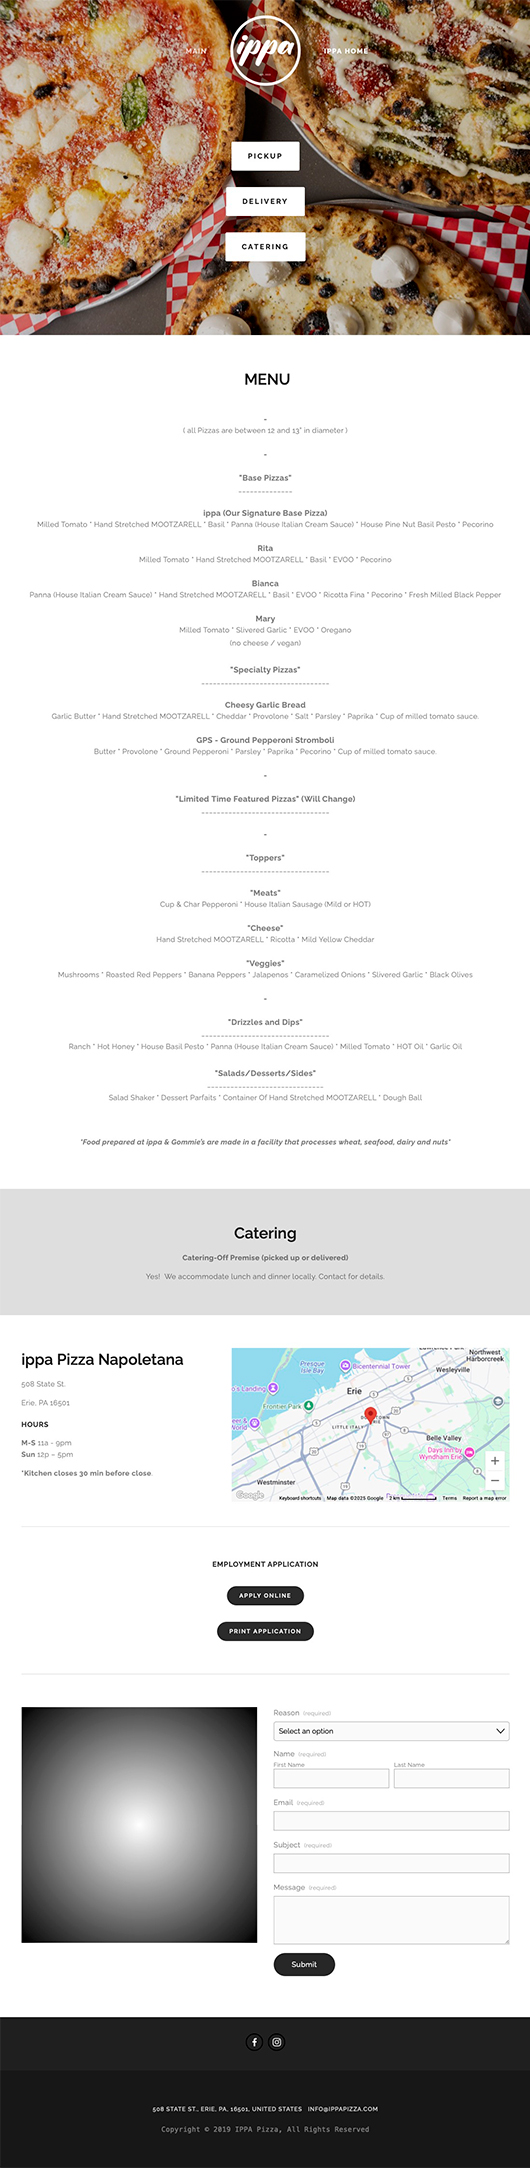 MAIN
ippa
IPPA HOME
PICKUP
DELIVERY
CATERING
MENU
-
( all Pizzas are between 12 and 13" in diameter )
-
"Base Pizzas"
--------------
ippa (Our Signature Base Pizza)
Milled Tomato * Hand Stretched MOOTZARELL * Basil * Panna (House Italian Cream Sauce) * House Pine Nut Basil Pesto * Pecorino
Rita
Milled Tomato * Hand Stretched MOOTZARELL * Basil * EVOO * Pecorino
Bianca
Panna (House Italian Cream Sauce) * Hand Stretched MOOTZARELL * Basil * EVOO * Ricotta Fina * Pecorino * Fresh Milled Black Pepper
Mary
Milled Tomato * Slivered Garlic * EVOO * Oregano
(no cheese / vegan)
"Specialty Pizzas"
---------------------------------
Cheesy Garlic Bread
Garlic Butter * Hand Stretched MOOTZARELL * Cheddar * Provolone * Salt * Parsley * Paprika * Cup of milled tomato sauce.
GPS - Ground Pepperoni Stromboli
Butter * Provolone * Ground Pepperoni * Parsley * Paprika * Pecorino * Cup of milled tomato sauce.
-
"Limited Time Featured Pizzas" (Will Change)
---------------------------------
-
"Toppers"
---------------------------------
"Meats"
Cup & Char Pepperoni * House Italian Sausage (Mild or HOT)
"Cheese"
Hand Stretched MOOTZARELL * Ricotta * Mild Yellow Cheddar
"Veggies"
Mushrooms * Roasted Red Peppers * Banana Peppers * Jalapenos * Caramelized Onions * Slivered Garlic * Black Olives
-
"Drizzles and Dips"
---------------------------------
Ranch * Hot Honey * House Basil Pesto * Panna (House Italian Cream Sauce) * Milled Tomato * HOT Oil * Garlic Oil
"Salads/Desserts/Sides"
------------------------------
Salad Shaker * Dessert Parfaits * Container Of Hand Stretched MOOTZARELL * Dough Ball
*Food prepared at ippa & Gommie's are made in a facility that processes wheat, seafood, dairy and nuts*
Catering
Catering-Off Premise (picked up or delivered)
Yes! We accommodate lunch and dinner locally. Contact for details.
ippa Pizza Napoletana
508 State St.
Erie, PA 16501
HOURS
M-S 11a - 9pm
Sun 12p – 5pm
*Kitchen closes 30 min before close
Northwest
Harborcreek
Presque
Isle Bay
Bicentennial Tower
Wesleyville
o's Landing
Erie
Frontier Park
DOWNTOWN
ERIE
LITTLE ITALY
eer &
World
Belle Valley
Days Inn by
Wyndham Erie
Westminster
Google
Keyboard shortcuts
Map data ©2025 Google
2 km
Terms
Report a map error
+
−
EMPLOYMENT APPLICATION
APPLY ONLINE
PRINT APPLICATION
Reason (required)
Select an option
Name (required)
First Name
Last Name
Email (required)
Subject (required)
Message (required)
Submit
508 STATE ST., ERIE, PA, 16501, UNITED STATES INFO@IPPAPIZZA.COM
Copyright © 2019 IPPA Pizza, All Rights Reserved